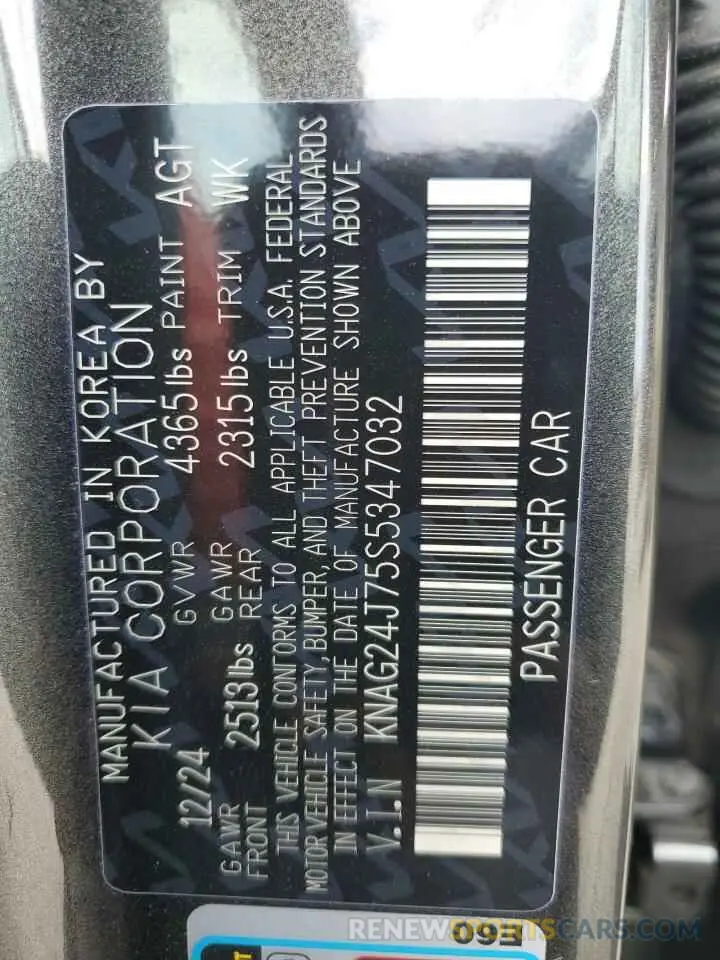 MANUFACTURED IN KOREA BY
KIA CORPORATION
12/24 GVWR 4365lbs PAINT AGT
GAWR FRONT 2513lbs GAWR REAR 2315lbs TRIM WK
THIS VEHICLE CONFORMS TO ALL APPLICABLE U.S.A. FEDERAL
MOTOR VEHICLE SAFETY, BUMPER, AND THEFT PREVENTION STANDARDS
IN EFFECT ON THE DATE OF MANUFACTURE SHOWN ABOVE
V.I.N KNAG24J75S5347032
PASSENGER CAR
E60
RENEWSPORTSCARS.COM